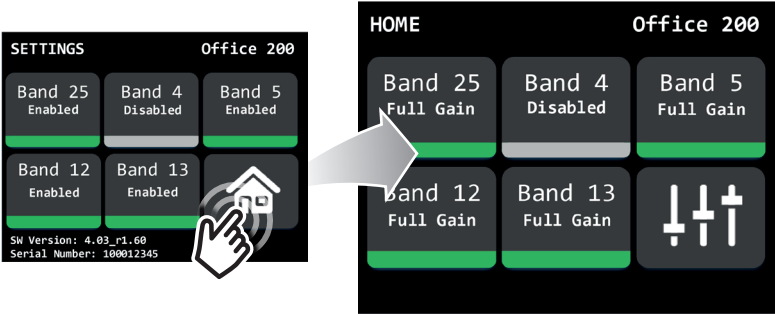 SETTINGS Office 200
Band 25 Band 4 Band 5
Enabled Disabled Enabled
Band 12 Band 13
Enabled Enabled
SW Version: 4.03_r1.60
Serial Number: 100012345
HOME Office 200
Band 25 Band 4 Band 5
Full Gain Disabled Full Gain
Band 12 Band 13
Full Gain Full Gain